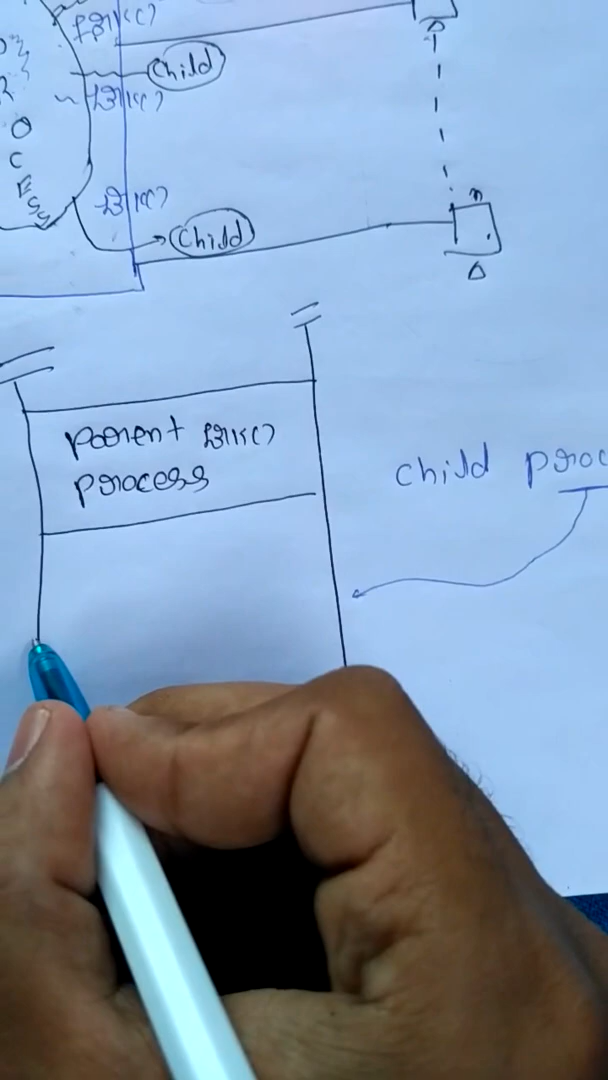 fork()
Child
fork()
O
C
E
S
S
fork()
Child
n
parent fork()
process
child proc